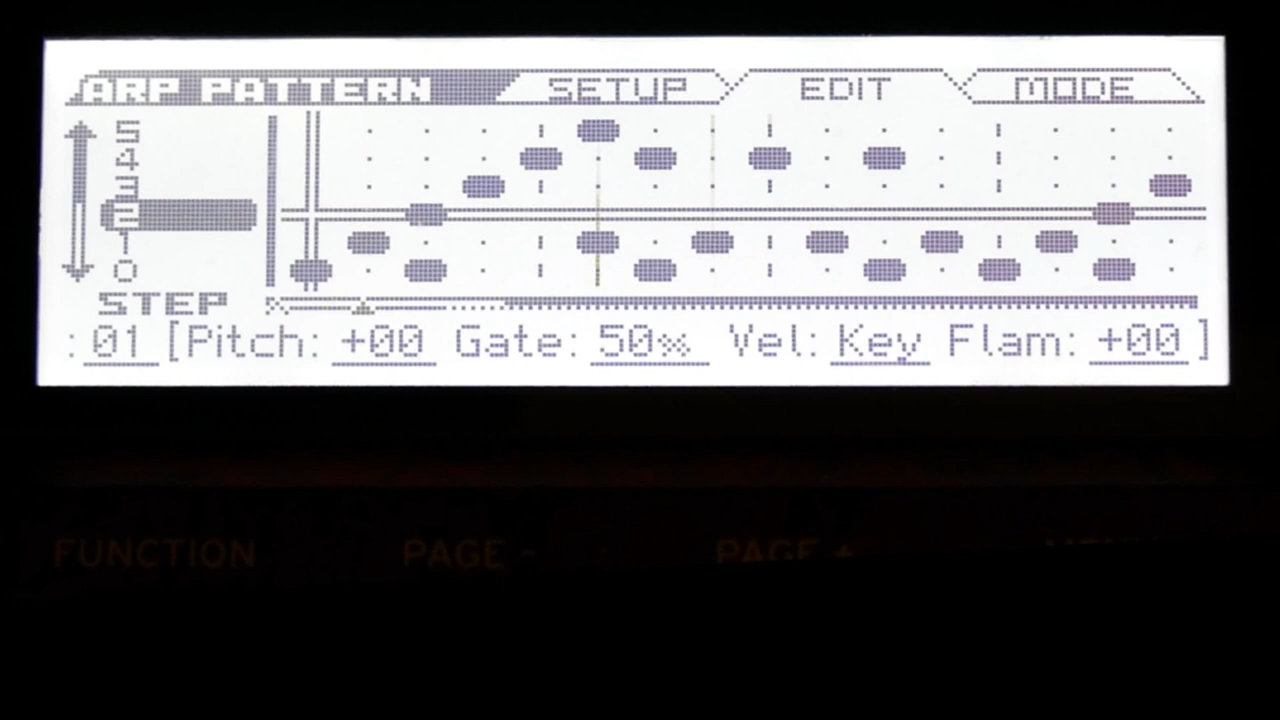 ARP PATTERN SETUP EDIT MODE
5
4
3
2
1
0
STEP
: 01 [Pitch: +00 Gate: 50% Vel: Key Flam: +00 ]
FUNCTION PAGE - PAGE +